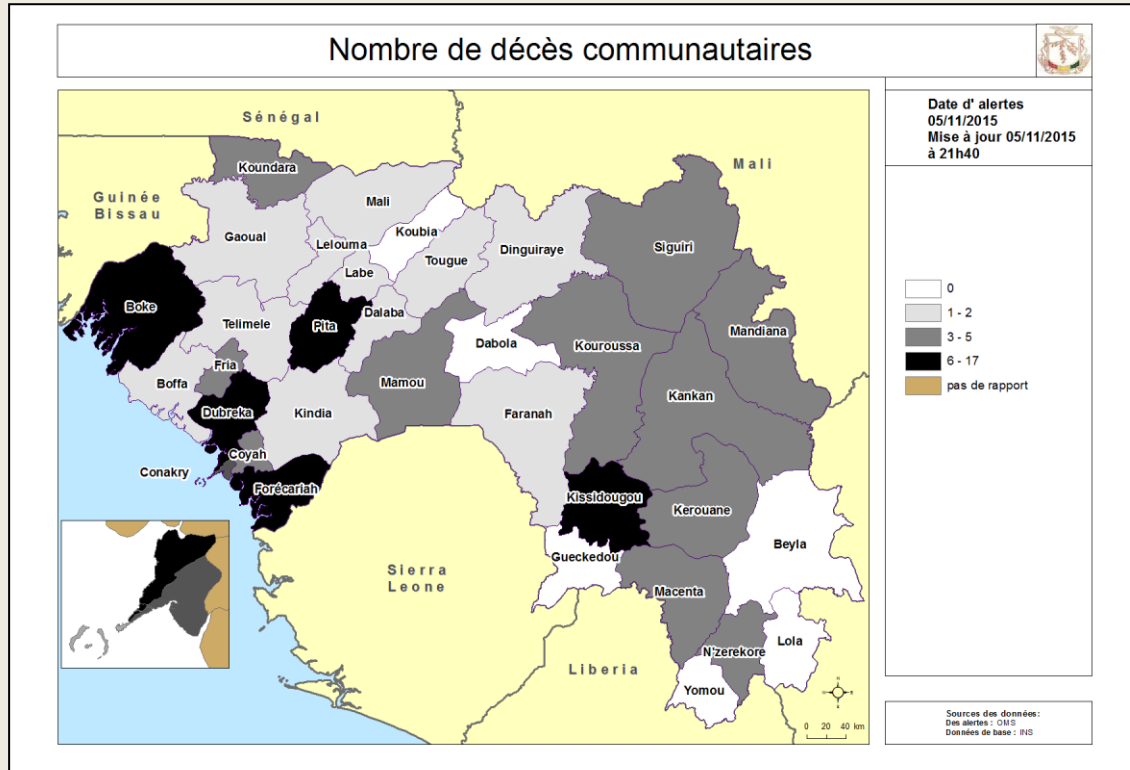 Nombre de décès communautaires
Date d' alertes
05/11/2015
Mise à jour 05/11/2015
à 21h40
Sénégal
Mali
Guinée
Bissau
Koundara
Mali
Koubia
Gaoual
Lelouma
Labe
Tougue
Dinguiraye
Siguiri
Boke
Telimele
Pita
Dalaba
Dabola
Kouroussa
Mandiana
Fria
Boffa
Mamou
Kankan
Dubreka
Kindia
Faranah
Coyah
Conakry
Forécariah
Kissidougou
Kerouane
Beyla
Gueckedou
Sierra
Leone
Macenta
N'zerekore
Lola
Liberia
Yomou
0 20 40 km
0
1 - 2
3 - 5
6 - 17
pas de rapport
Sources des données:
Des alertes : OMS
Données de base : INS